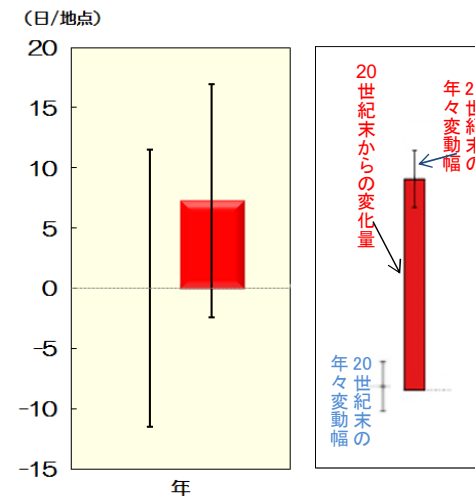 (日/地点)
20
15
10
5
0
-5
-10
-15
年
20世紀末からの変化量
20世紀末の
年々変動幅
20世紀末の
年々変動幅